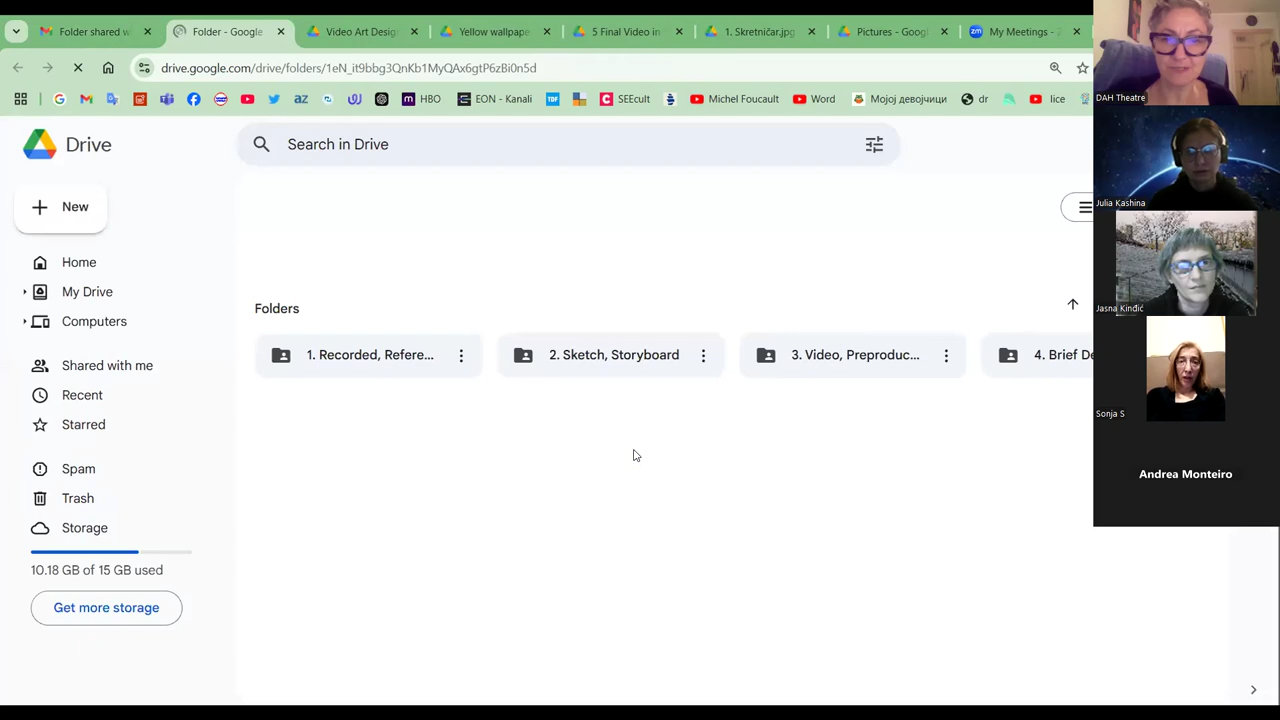 Folder shared w
Folder - Google
Video Art Desig
Yellow wallpape
5 Final Video in
1. Skretničar.jpg
Pictures - Googl
zm
My Meetings - Z
drive.google.com/drive/folders/1eN_it9bbg3QnKb1MyQAx6gtP6zBi0n5d
az
HBO
EON - Kanali
TDF
SEEcult
Michel Foucault
Word
Мојој девојчици
dr
lice
Drive
Search in Drive
New
Home
My Drive
Computers
Shared with me
Recent
Starred
Spam
Trash
Storage
10.18 GB of 15 GB used
Get more storage
Folders
1. Recorded, Refere...
2. Sketch, Storyboard
3. Video, Preproduc...
4. Brief De
DAH Theatre
Julia Kashina
Jasna Kinđić
Sonja S
Andrea Monteiro